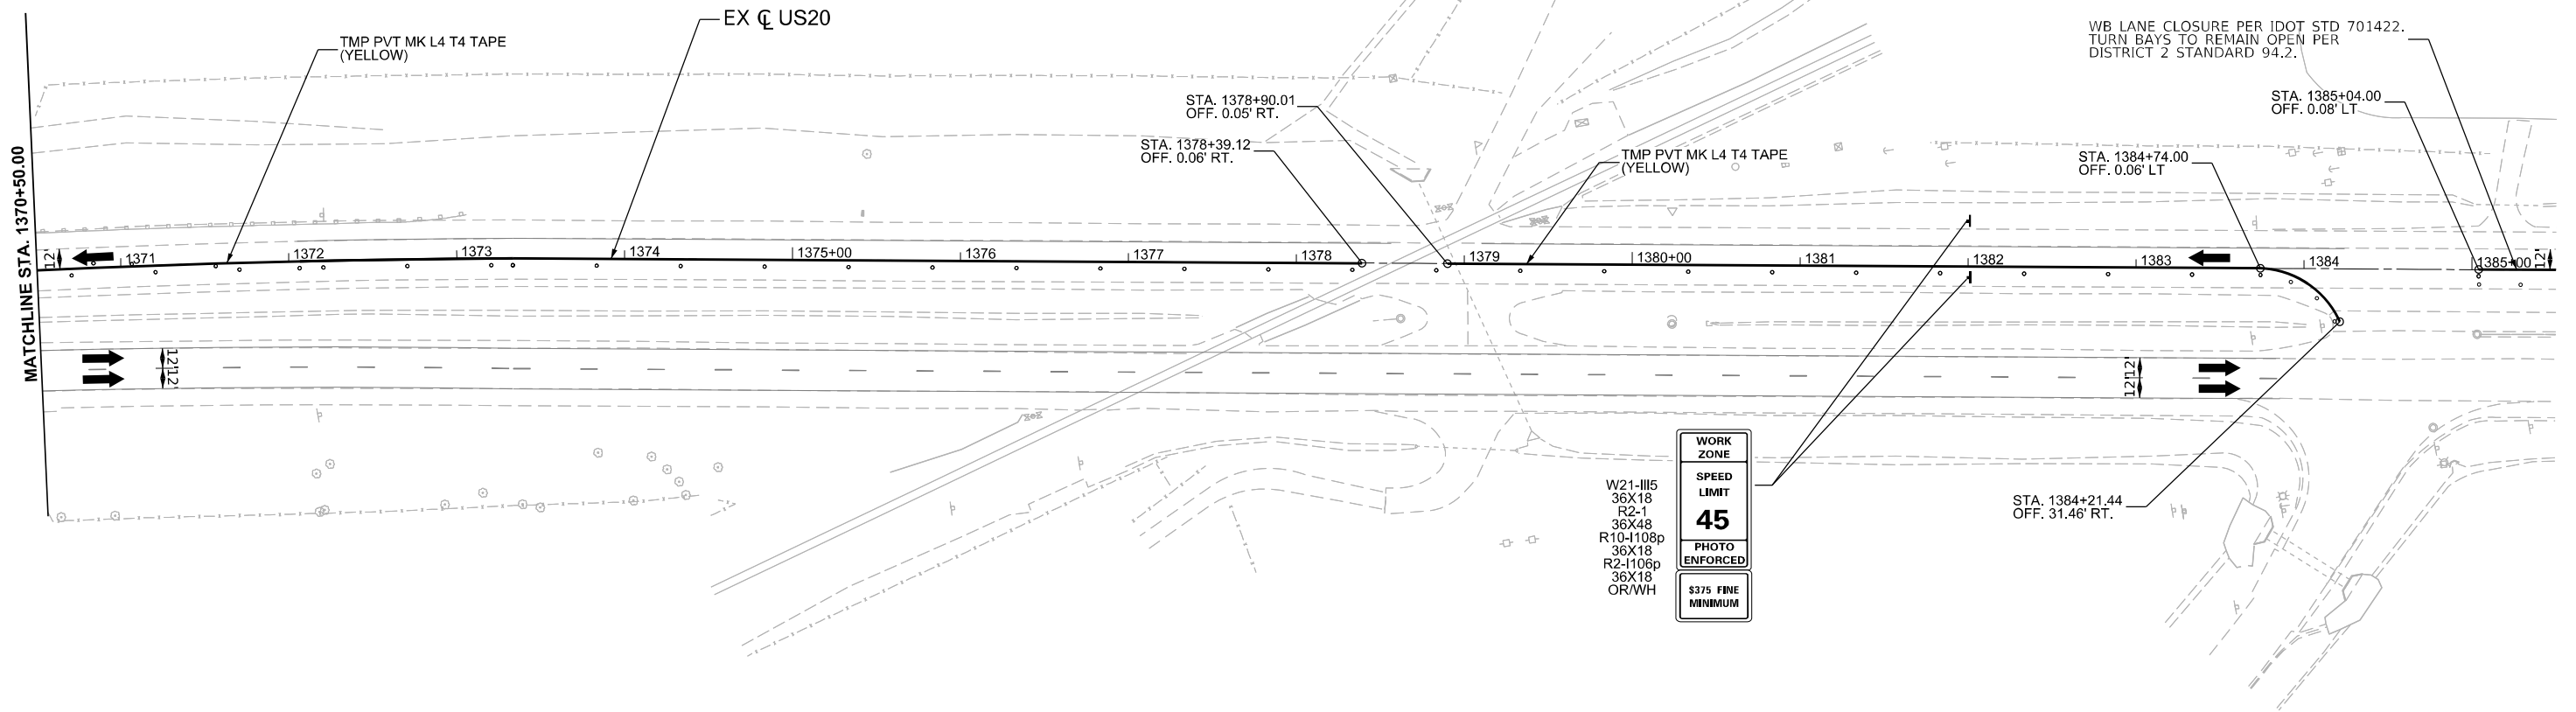 EX ℄ US20
TMP PVT MK L4 T4 TAPE
(YELLOW)
WB LANE CLOSURE PER IDOT STD 701422.
TURN BAYS TO REMAIN OPEN PER
DISTRICT 2 STANDARD 94.2.
STA. 1378+90.01
OFF. 0.05' RT.
STA. 1385+04.00
OFF. 0.08' LT
STA. 1378+39.12
OFF. 0.06' RT.
TMP PVT MK L4 T4 TAPE
(YELLOW)
STA. 1384+74.00
OFF. 0.06' LT
MATCHLINE STA. 1370+50.00
12'
1371
1372
1373
1374
1375+00
1376
1377
1378
1379
1380+00
1381
1382
1383
1384
1385+00
12'
12'
12'
12'
12'
WORK
ZONE
SPEED
LIMIT
45
PHOTO
ENFORCED
$375 FINE
MINIMUM
W21-III5
36X18
R2-1
36X48
R10-I108p
36X18
R2-I106p
36X18
OR/WH
STA. 1384+21.44
OFF. 31.46' RT.